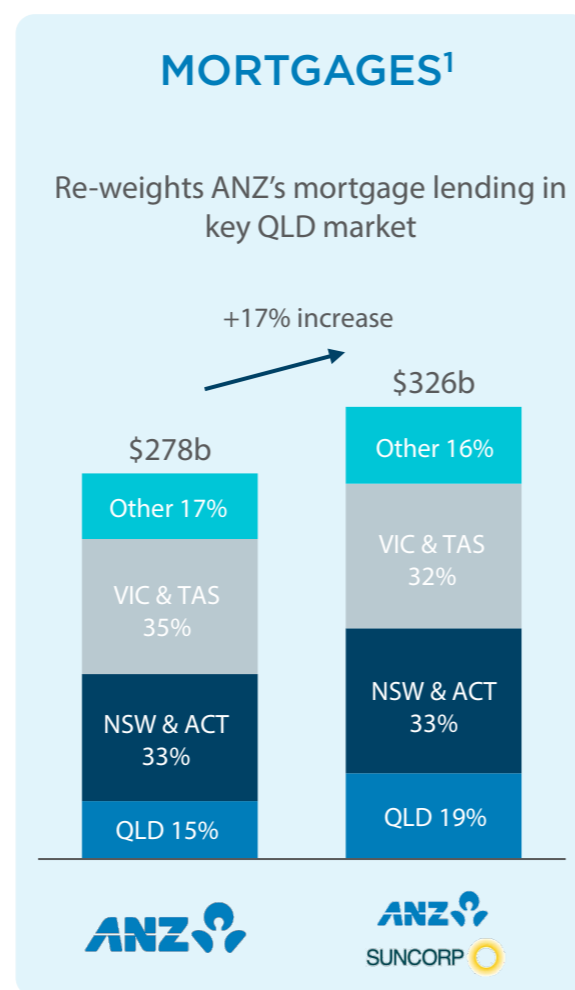 MORTGAGES¹
Re-weights ANZ’s mortgage lending in
key QLD market
+17% increase
$326b
$278b
Other 17%
VIC & TAS
35%
NSW & ACT
33%
QLD 15%
Other 16%
VIC & TAS
32%
NSW & ACT
33%
QLD 19%
ANZ
ANZ
SUNCORP